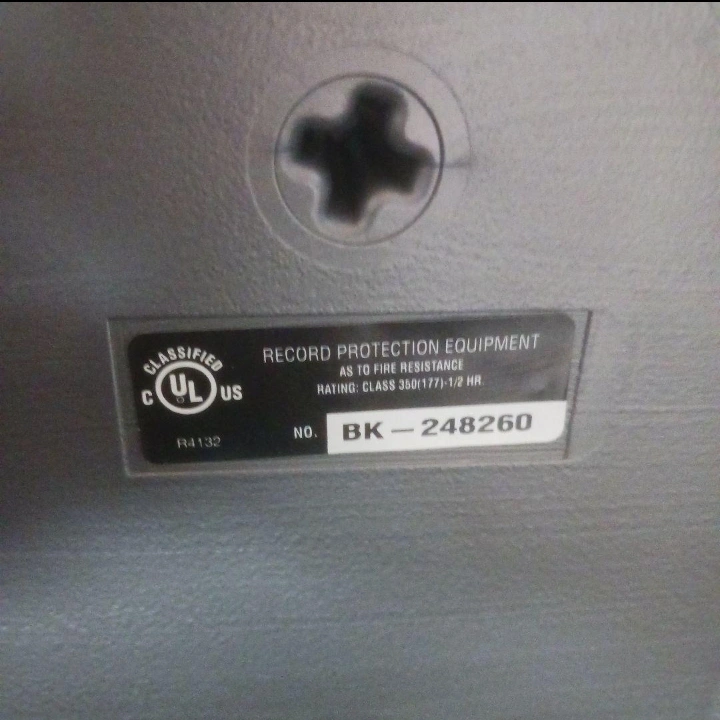 CLASSIFIED
C UL US
R4132
RECORD PROTECTION EQUIPMENT
AS TO FIRE RESISTANCE
RATING: CLASS 350(177)-1/2 HR
NO. BK - 248260